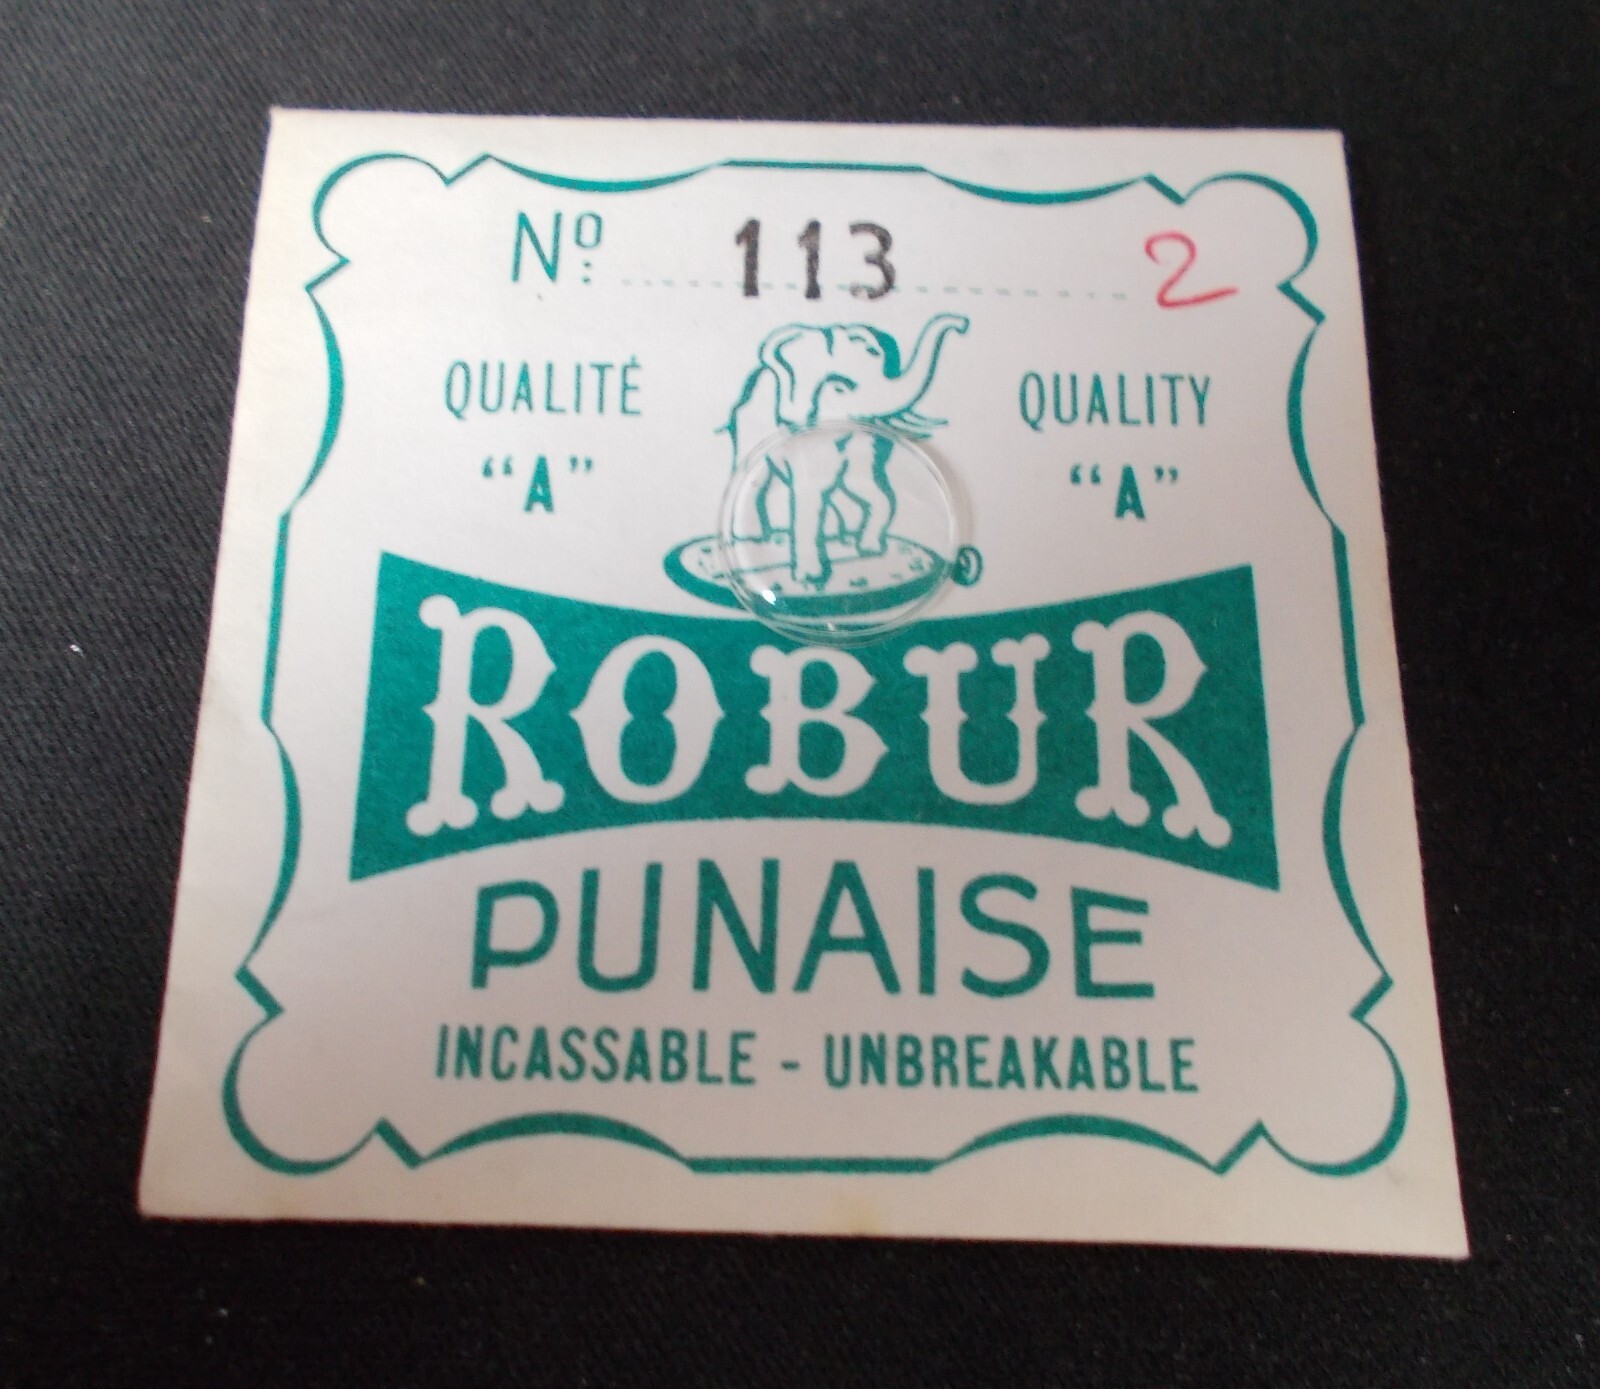 Nº 113 2
QUALITÉ QUALITY
“A” “A”
ROBUR
PUNAISE
INCASSABLE - UNBREAKABLE